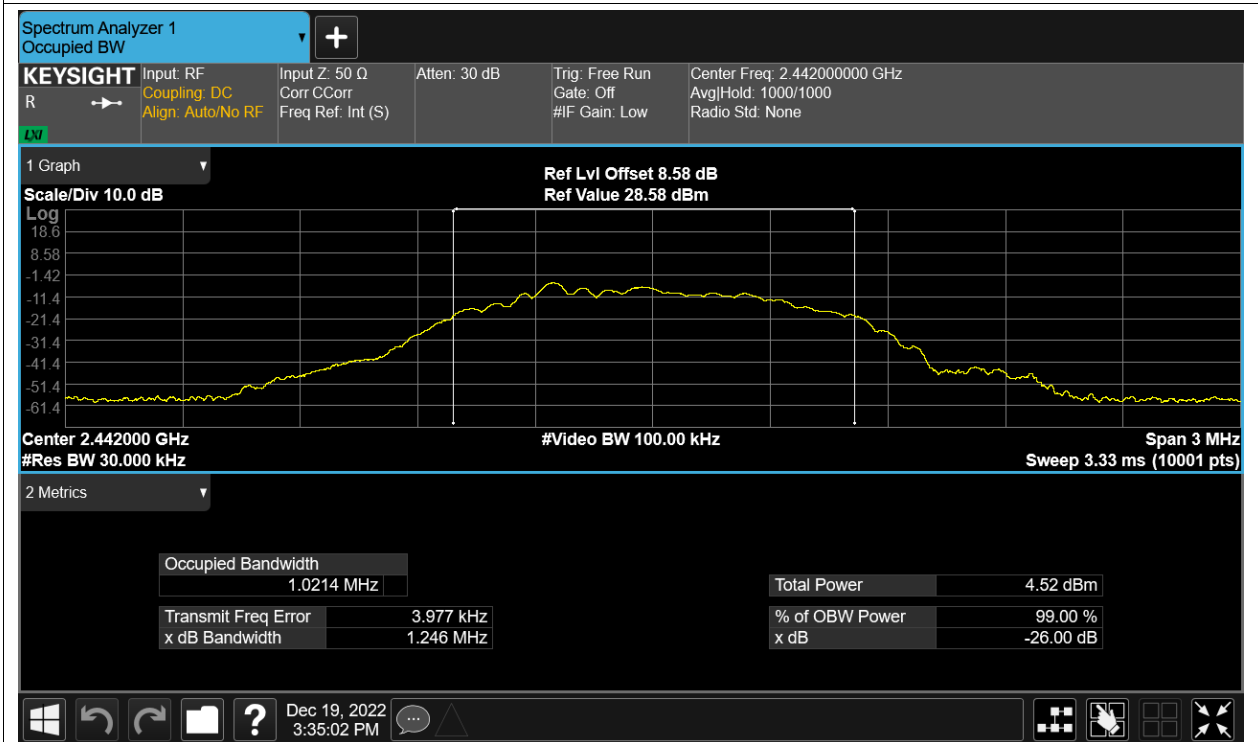 Spectrum Analyzer 1
Occupied BW
KEYSIGHT
R
LXI
Input: RF
Coupling: DC
Align: Auto/No RF
Input Z: 50 Ω
Corr CCorr
Freq Ref: Int (S)
Atten: 30 dB
Trig: Free Run
Gate: Off
#IF Gain: Low
Center Freq: 2.442000000 GHz
Avg|Hold: 1000/1000
Radio Std: None
1 Graph
Ref Lvl Offset 8.58 dB
Scale/Div 10.0 dB
Ref Value 28.58 dBm
Log
18.6
8.58
-1.42
-11.4
-21.4
-31.4
-41.4
-51.4
-61.4
Center 2.442000 GHz
#Video BW 100.00 kHz
Span 3 MHz
#Res BW 30.000 kHz
Sweep 3.33 ms (10001 pts)
2 Metrics
Occupied Bandwidth
1.0214 MHz
Transmit Freq Error 3.977 kHz
x dB Bandwidth 1.246 MHz
Total Power 4.52 dBm
% of OBW Power 99.00 %
x dB -26.00 dB
?
Dec 19, 2022
3:35:02 PM